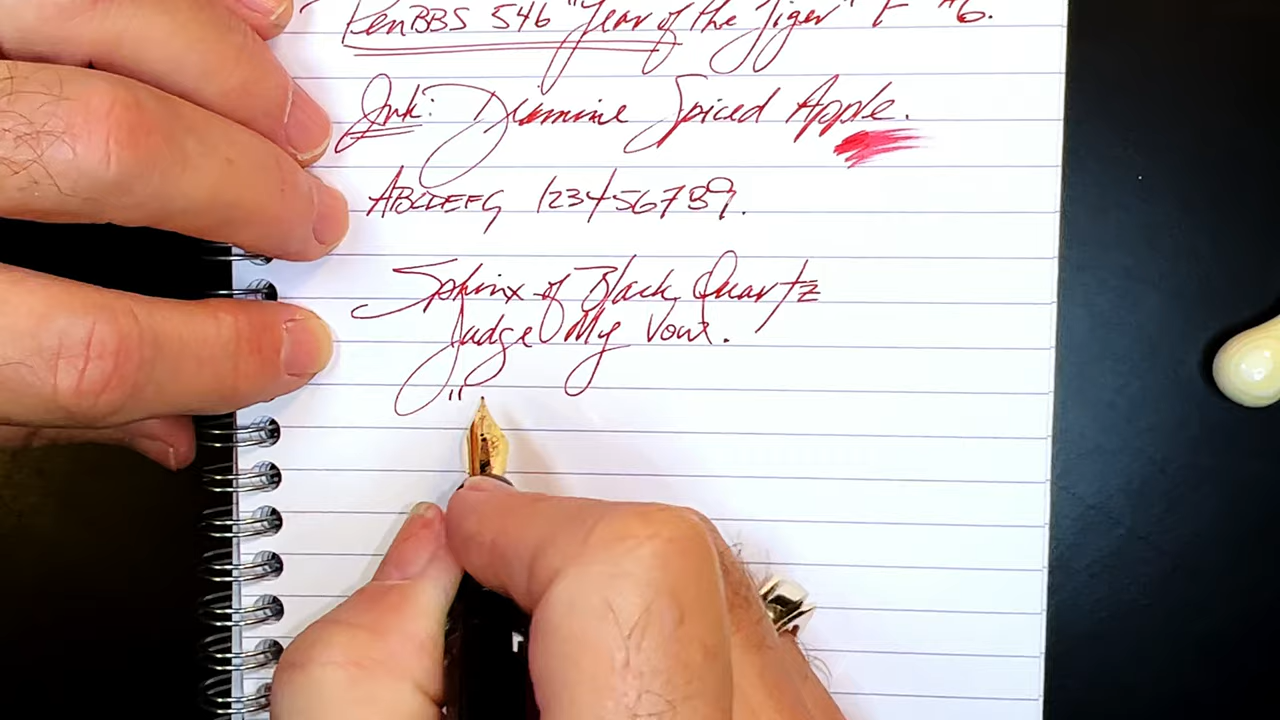 PenBBS 546 "Year of the Tiger" F #6.
Ink: Diamine Spiced Apple.
ABCDEFG 123456789.
Sphinx of Black Quartz
Judge My Vow.
"